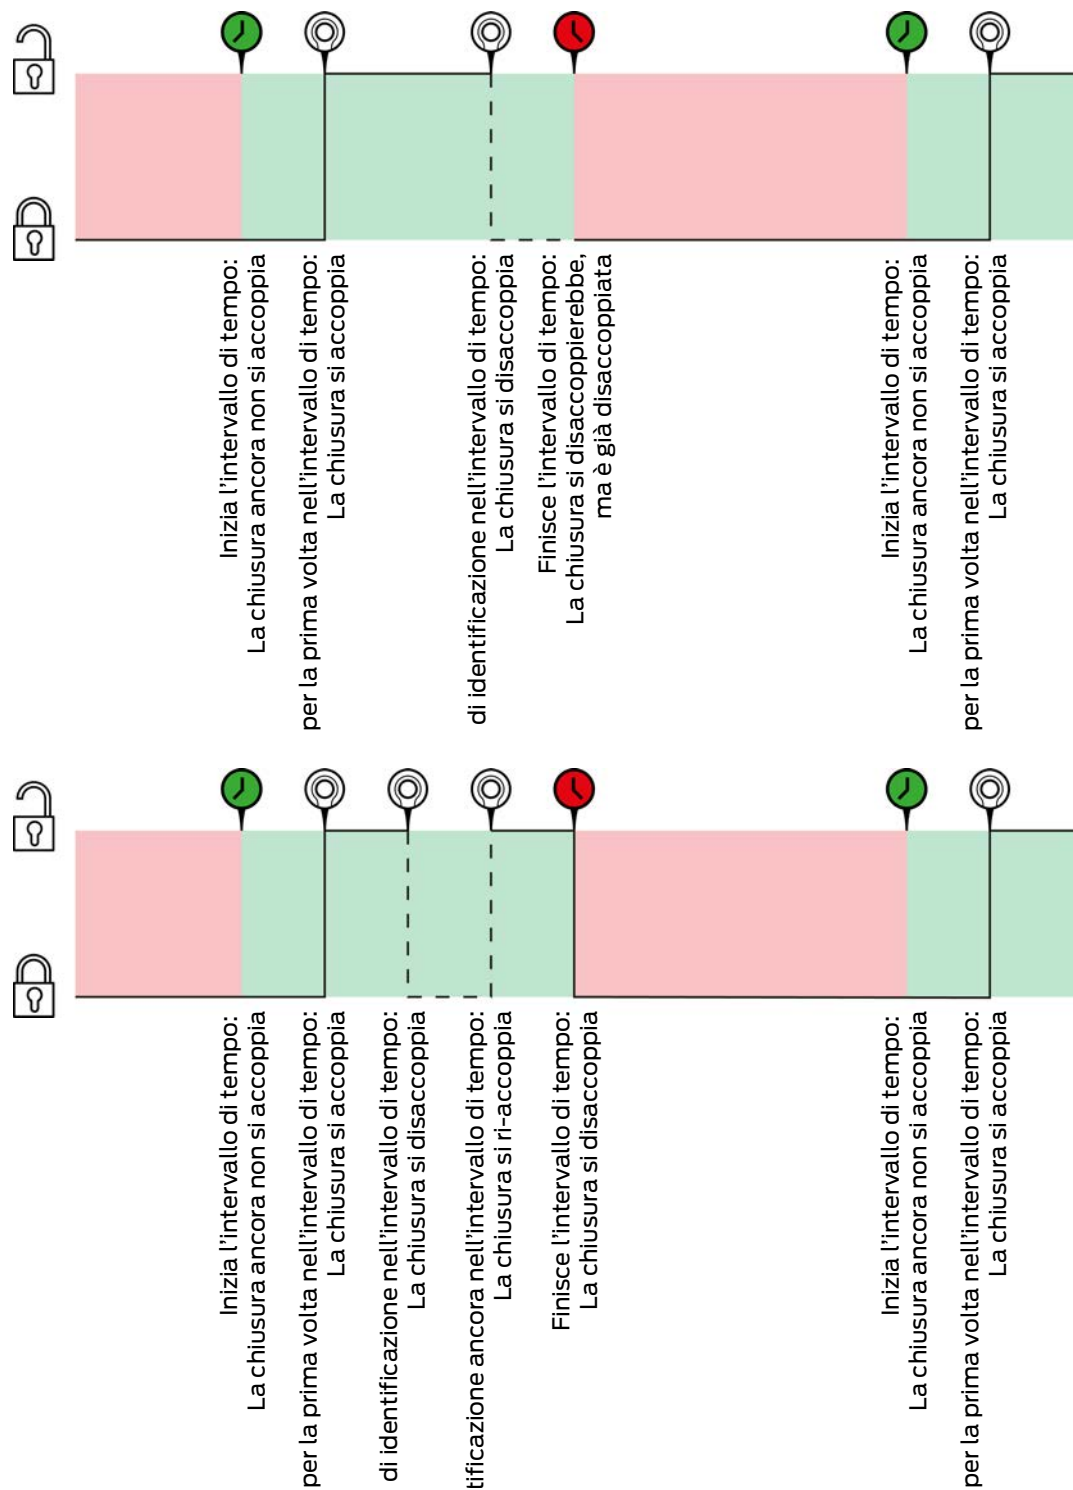 Inizia l'intervallo di tempo:
La chiusura ancora non si accoppia
per la prima volta nell'intervallo di tempo:
La chiusura si accoppia
di identificazione nell'intervallo di tempo:
La chiusura si disaccoppia
Finisce l'intervallo di tempo:
La chiusura si disaccoppierebbe,
ma è già disaccoppiata
Inizia l'intervallo di tempo:
La chiusura ancora non si accoppia
per la prima volta nell'intervallo di tempo:
La chiusura si accoppia
Inizia l'intervallo di tempo:
La chiusura ancora non si accoppia
per la prima volta nell'intervallo di tempo:
La chiusura si accoppia
di identificazione nell'intervallo di tempo:
La chiusura si disaccoppia
tificazione ancora nell'intervallo di tempo:
La chiusura si ri-accoppia
Finisce l'intervallo di tempo:
La chiusura si disaccoppia
Inizia l'intervallo di tempo:
La chiusura ancora non si accoppia
per la prima volta nell'intervallo di tempo:
La chiusura si accoppia